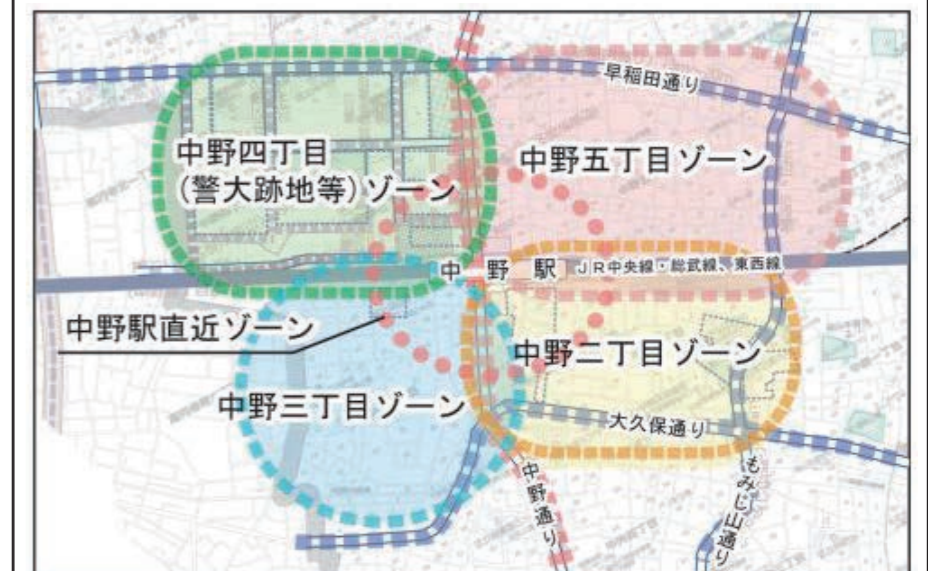 早稲田通り
中野四丁目
(警大跡地等)ゾーン
中野五丁目ゾーン
中野駅
JR中央線・総武線、東西線
中野駅直近ゾーン
中野二丁目ゾーン
中野三丁目ゾーン
大久保通り
中野通り
もみじ山通り